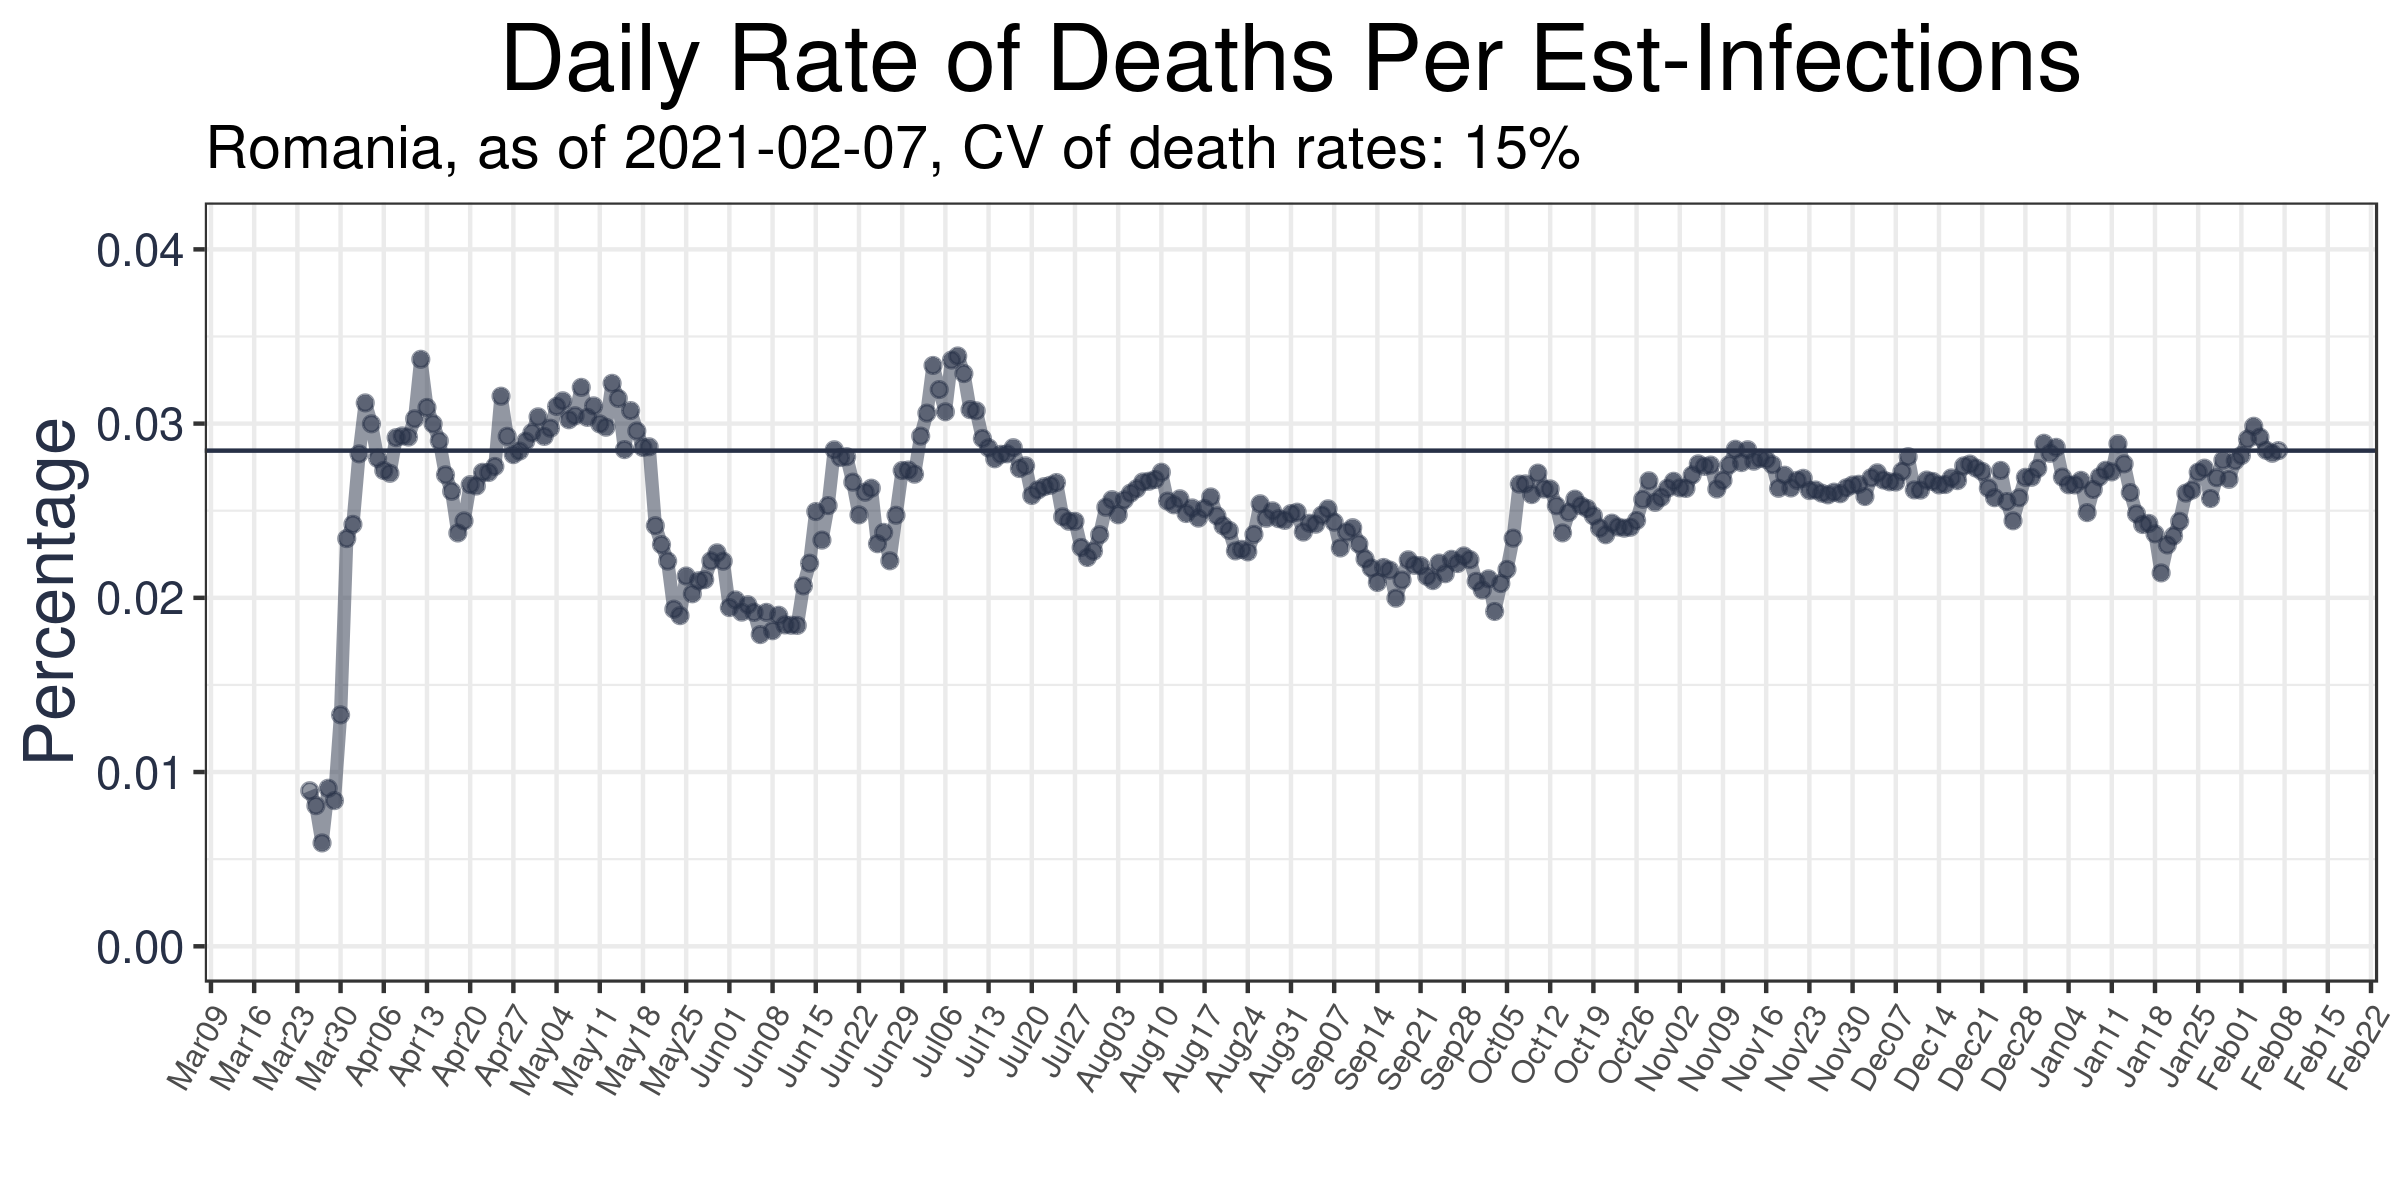 Daily Rate of Deaths Per Est-Infections
Romania, as of 2021-02-07, CV of death rates: 15%
Percentage
0.04
0.03
0.02
0.01
0.00
Mar09
Mar16
Mar23
Mar30
Apr06
Apr13
Apr20
Apr27
May04
May11
May18
May25
Jun01
Jun08
Jun15
Jun22
Jun29
Jul06
Jul13
Jul20
Jul27
Aug03
Aug10
Aug17
Aug24
Aug31
Sep07
Sep14
Sep21
Sep28
Oct05
Oct12
Oct19
Oct26
Nov02
Nov09
Nov16
Nov23
Nov30
Dec07
Dec14
Dec21
Dec28
Jan04
Jan11
Jan18
Jan25
Feb01
Feb08
Feb15
Feb22